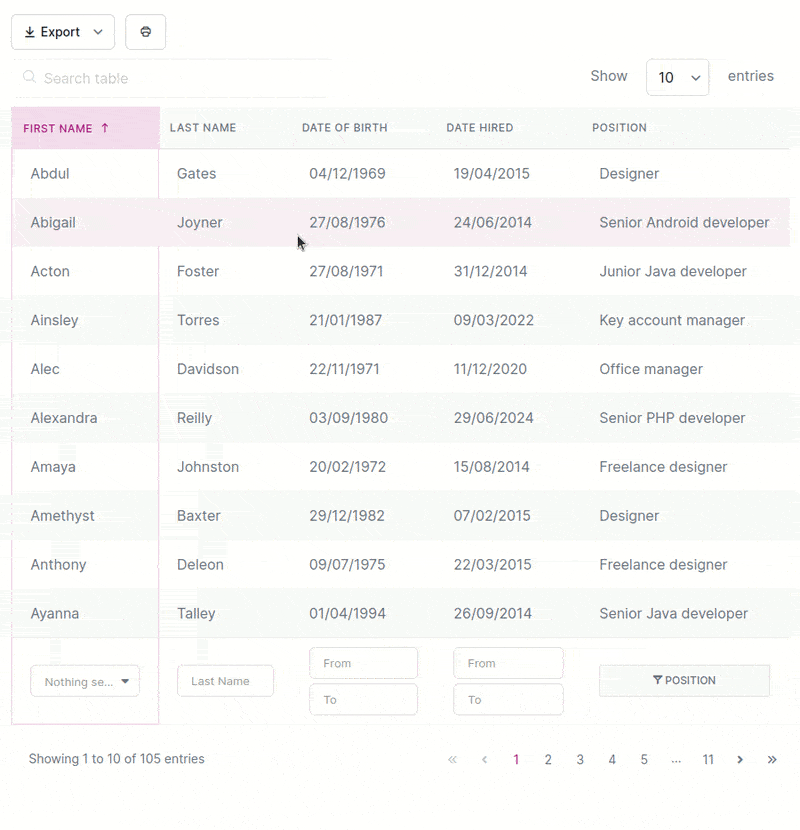 Export
Search table
Show 10 entries
FIRST NAME ↑ LAST NAME DATE OF BIRTH DATE HIRED POSITION
Abdul Gates 04/12/1969 19/04/2015 Designer
Abigail Joyner 27/08/1976 24/06/2014 Senior Android developer
Acton Foster 27/08/1971 31/12/2014 Junior Java developer
Ainsley Torres 21/01/1987 09/03/2022 Key account manager
Alec Davidson 22/11/1971 11/12/2020 Office manager
Alexandra Reilly 03/09/1980 29/06/2024 Senior PHP developer
Amaya Johnston 20/02/1972 15/08/2014 Freelance designer
Amethyst Baxter 29/12/1982 07/02/2015 Designer
Anthony Deleon 09/07/1975 22/03/2015 Freelance designer
Ayanna Talley 01/04/1994 26/09/2014 Senior Java developer
From From
Nothing se... Last Name POSITION
To To
Showing 1 to 10 of 105 entries « ‹ 1 2 3 4 5 ... 11 › »